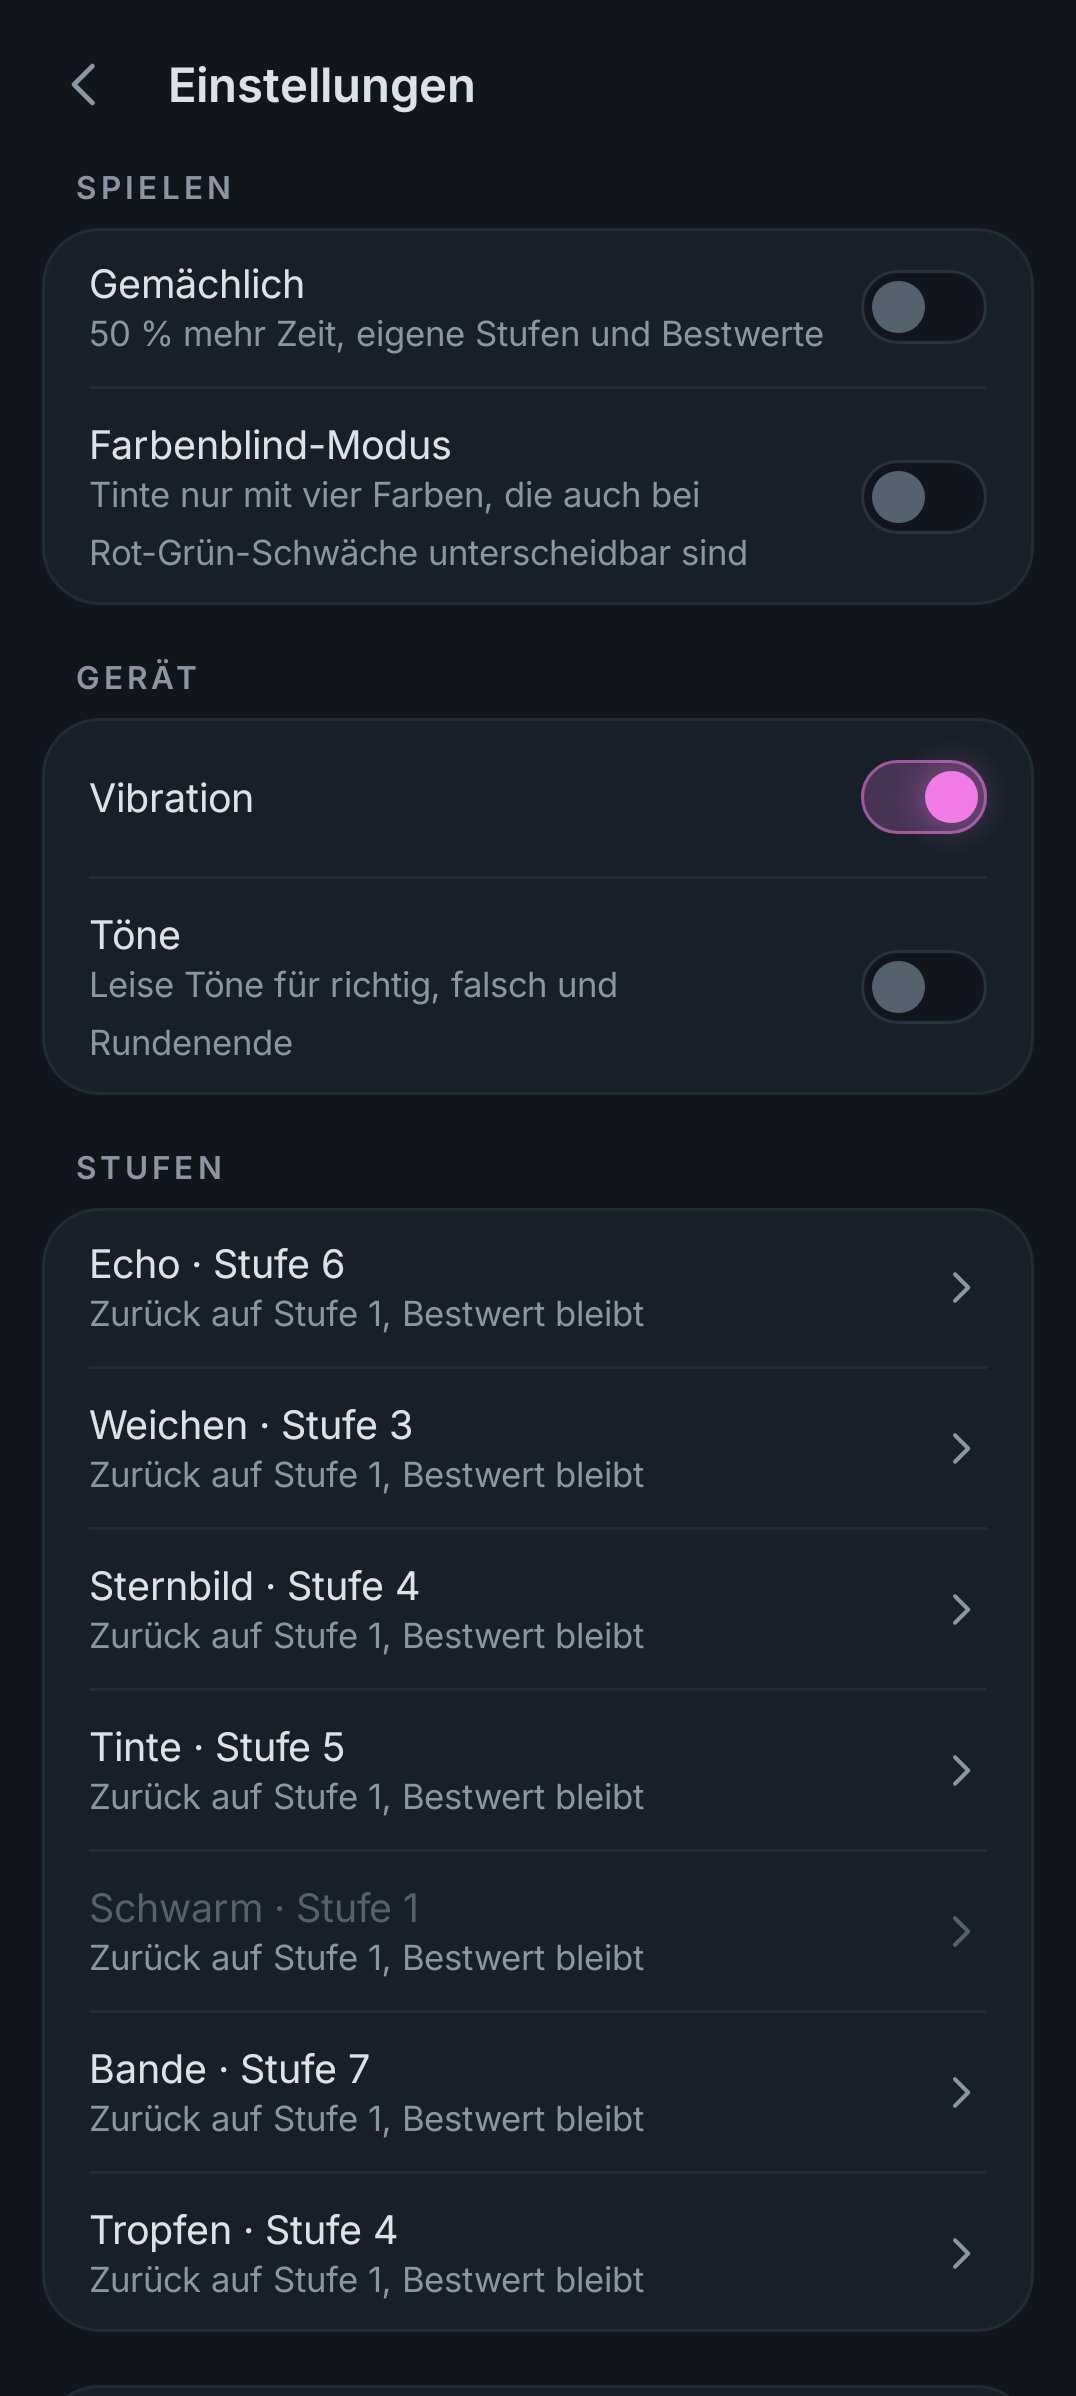 Einstellungen
SPIELEN
Gemächlich
50 % mehr Zeit, eigene Stufen und Bestwerte
Farbenblind-Modus
Tinte nur mit vier Farben, die auch bei
Rot-Grün-Schwäche unterscheidbar sind
GERÄT
Vibration
Töne
Leise Töne für richtig, falsch und
Rundenende
STUFEN
Echo · Stufe 6
Zurück auf Stufe 1, Bestwert bleibt
Weichen · Stufe 3
Zurück auf Stufe 1, Bestwert bleibt
Sternbild · Stufe 4
Zurück auf Stufe 1, Bestwert bleibt
Tinte · Stufe 5
Zurück auf Stufe 1, Bestwert bleibt
Schwarm · Stufe 1
Zurück auf Stufe 1, Bestwert bleibt
Bande · Stufe 7
Zurück auf Stufe 1, Bestwert bleibt
Tropfen · Stufe 4
Zurück auf Stufe 1, Bestwert bleibt